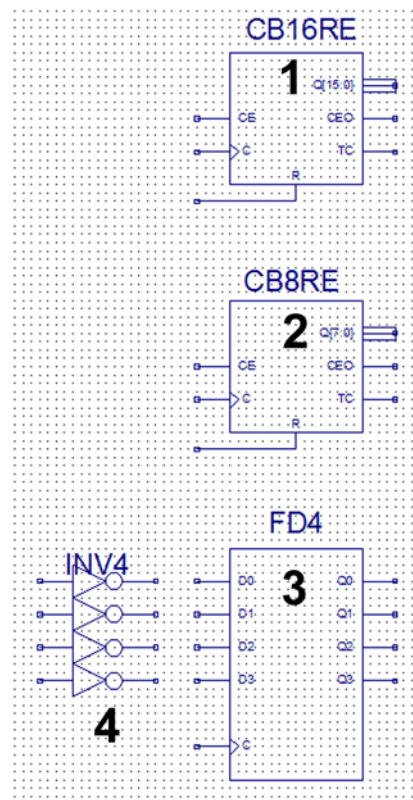 CB16RE
1
Q[15:0]
CE CEO
C TC
R
CB8RE
2
Q[7:0]
CE CEO
C TC
R
FD4
INV4
3
D0 Q0
D1 Q1
D2 Q2
D3 Q3
4
C